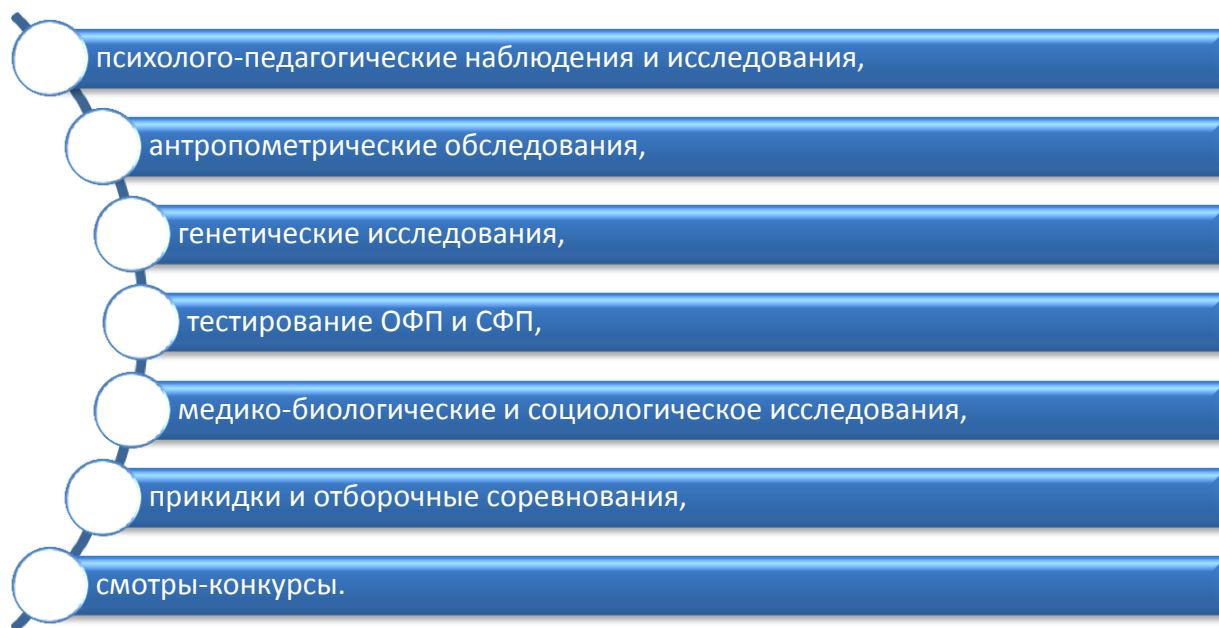 психолого-педагогические наблюдения и исследования,
антропометрические обследования,
генетические исследования,
тестирование ОФП и СФП,
медико-биологические и социологическое исследования,
прикидки и отборочные соревнования,
смотры-конкурсы.